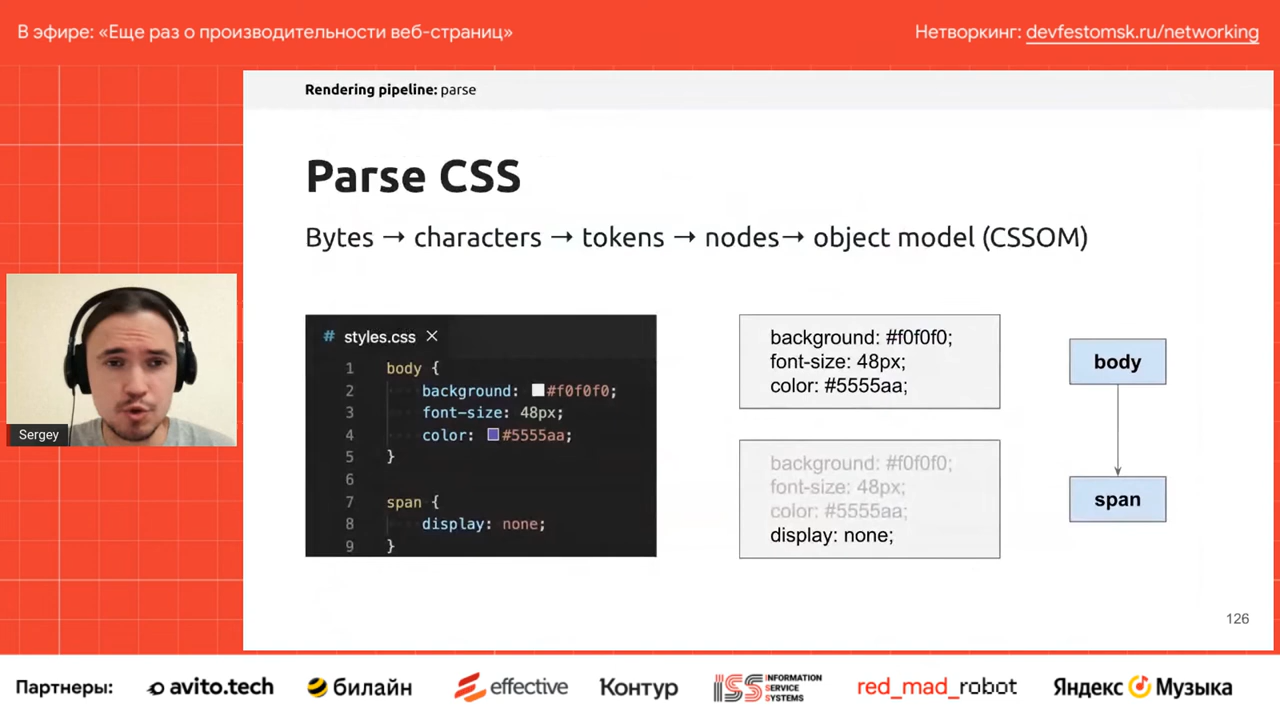 В эфире: «Еще раз о производительности веб-страниц»
Нетворкинг: devfestomsk.ru/networking
Rendering pipeline: parse
Parse CSS
Bytes → characters → tokens → nodes→ object model (CSSOM)
# styles.css ×
1 body {
2 background: #f0f0f0;
3 font-size: 48px;
4 color: #5555aa;
5 }
6
7 span {
8 display: none;
9 }
background: #f0f0f0;
font-size: 48px;
color: #5555aa;
background: #f0f0f0;
font-size: 48px;
color: #5555aa;
display: none;
body
span
Sergey
126
Партнеры: avito.tech билайн effective Контур ISS INFORMATION SERVICE SYSTEMS red_mad_robot Яндекс Музыка